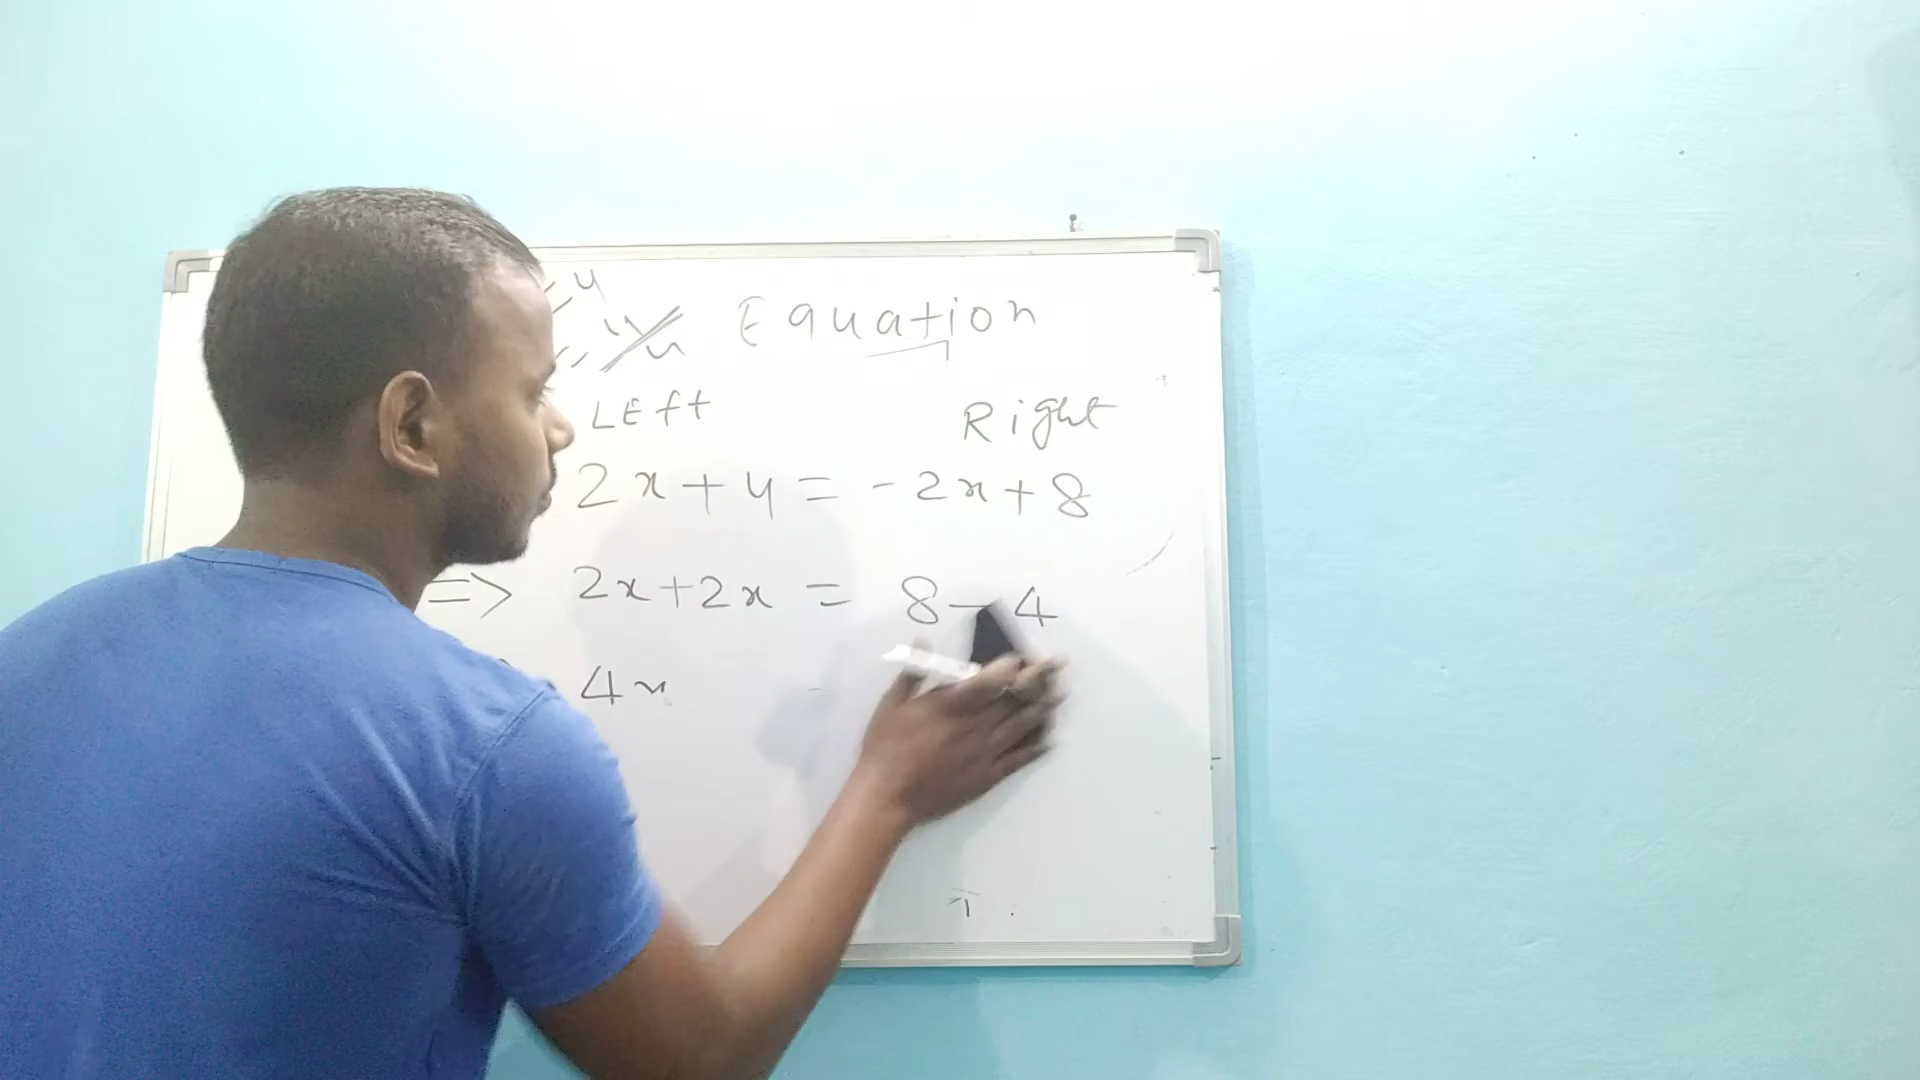 Equation
LEft Right
2x+4 = -2x+8
=> 2x+2x = 8-4
4x